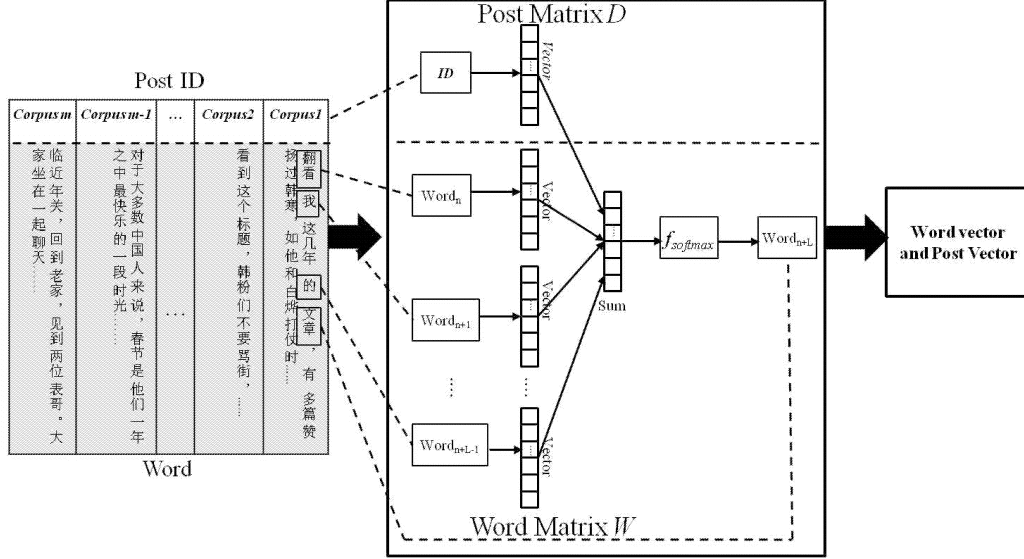 Post Matrix D
Post ID
Corpus m
Corpus m-1
...
Corpus2
Corpus1
临近年关，回到老家，见到两位表哥。大
家坐在一起聊天……
对于大多数中国人来说，春节是他们一年
之中最快乐的一段时光……
...
看到这个标题，韩粉们不要骂街，……
翻看我这几年的文章，有多篇赞
扬过韩寒，如他和白烨打仗时……
Word
ID
Vector
Word_n
Vector
Word_{n+1}
Vector
......
......
Word_{n+L-1}
Vector
Sum
f_softmax
Word_{n+L}
Word Matrix W
Word vector
and Post Vector